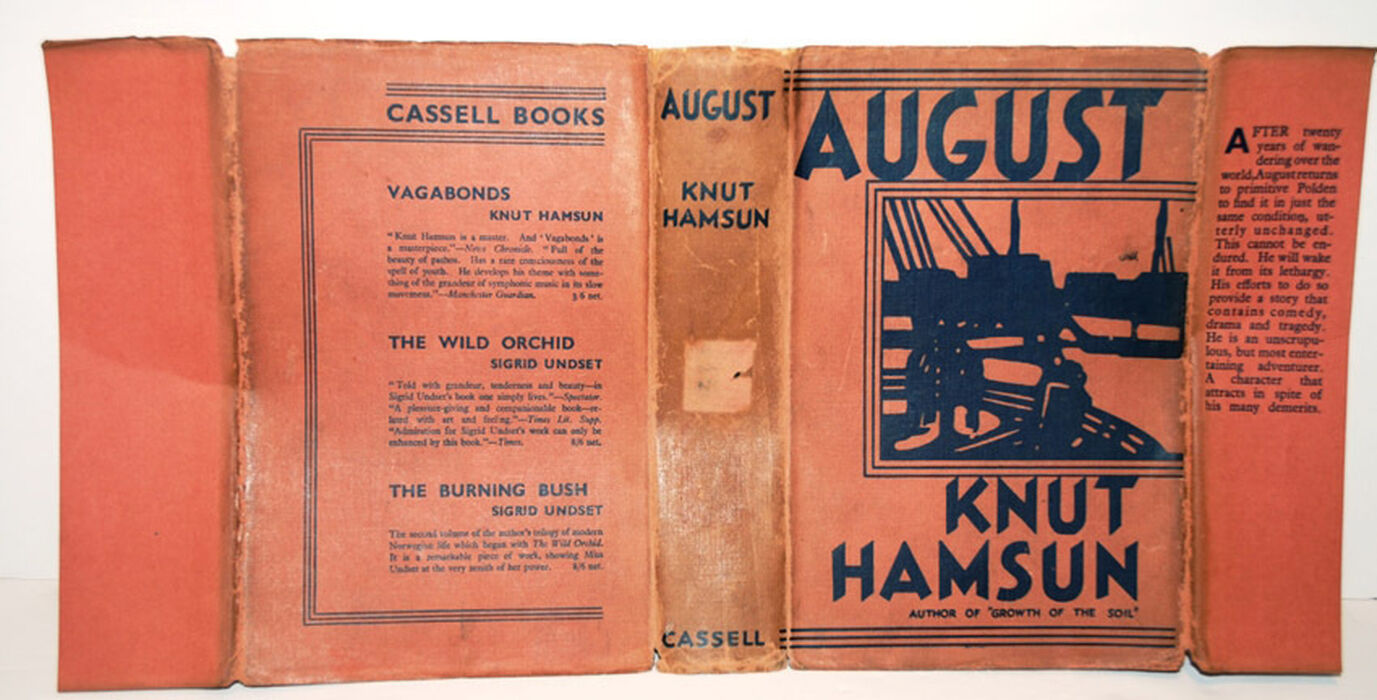 CASSELL BOOKS
VAGABONDS
KNUT HAMSUN
"Knut Hamsun is a master. And 'Vagabonds' is
a masterpiece."—News Chronicle. "Full of the
beauty of pathos. Has a rare consciousness of the
spell of youth. He develops his theme with some-
thing of the grandeur of symphonic music in its slow
movement."—Manchester Guardian. 3/6 net.
THE WILD ORCHID
SIGRID UNDSET
"Told with grandeur, tenderness and beauty—in
Sigrid Undset's book one simply lives."—Spectator.
"A pleasure-giving and companionable book—re-
lated with art and feeling."—Times Lit. Supp.
"Admiration for Sigrid Undset's work can only be
enhanced by this book."—Times. 8/6 net.
THE BURNING BUSH
SIGRID UNDSET
The second volume of the author's trilogy of modern
Norwegian life which began with The Wild Orchid.
It is a remarkable piece of work, showing Miss
Undset at the very zenith of her power. 8/6 net.
AUGUST
KNUT
HAMSUN
CASSELL
AUGUST
KNUT
HAMSUN
AUTHOR OF "GROWTH OF THE SOIL"
AFTER twenty
years of wan-
dering over the
world, August returns
to primitive Polden
to find it in just the
same condition, ut-
terly unchanged.
This cannot be en-
dured. He will wake
it from its lethargy.
His efforts to do so
provide a story that
contains comedy,
drama and tragedy.
He is an unscrupu-
lous, but most enter-
taining adventurer.
A character that
attracts in spite of
his many demerits.